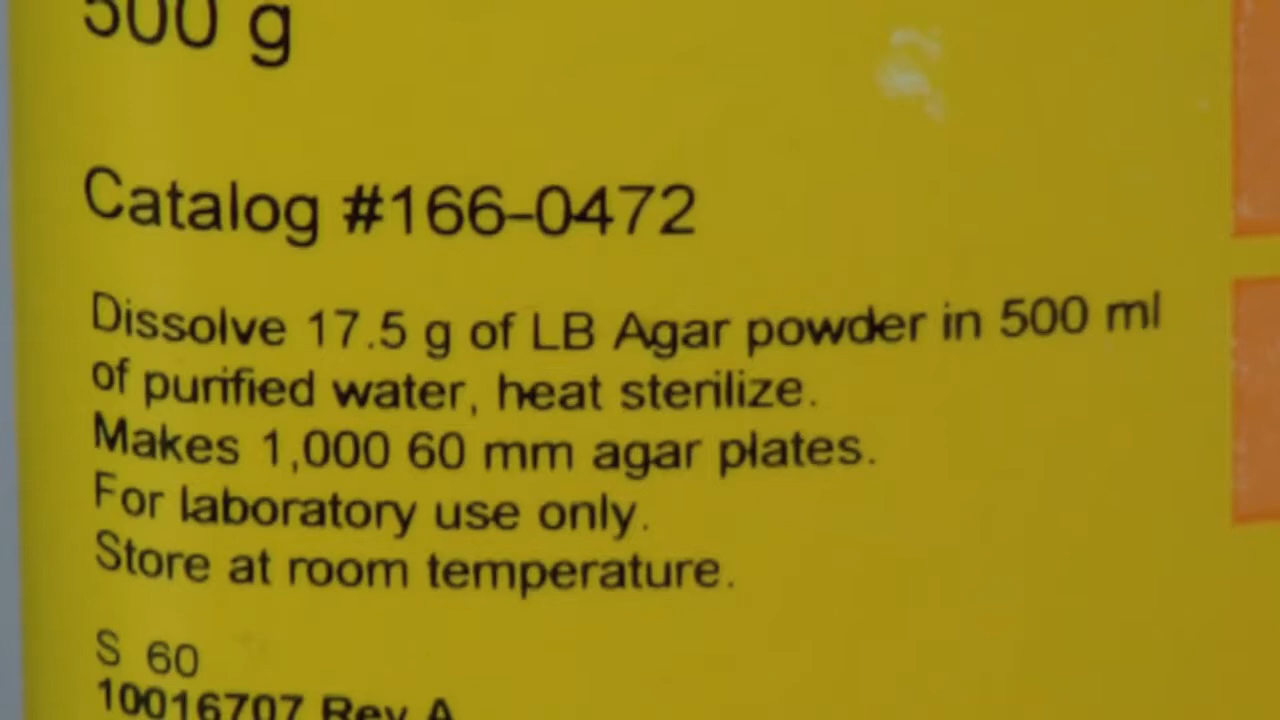 500 g
Catalog #166-0472
Dissolve 17.5 g of LB Agar powder in 500 ml
of purified water, heat sterilize.
Makes 1,000 60 mm agar plates.
For laboratory use only.
Store at room temperature.
S 60
10016707 Rev A